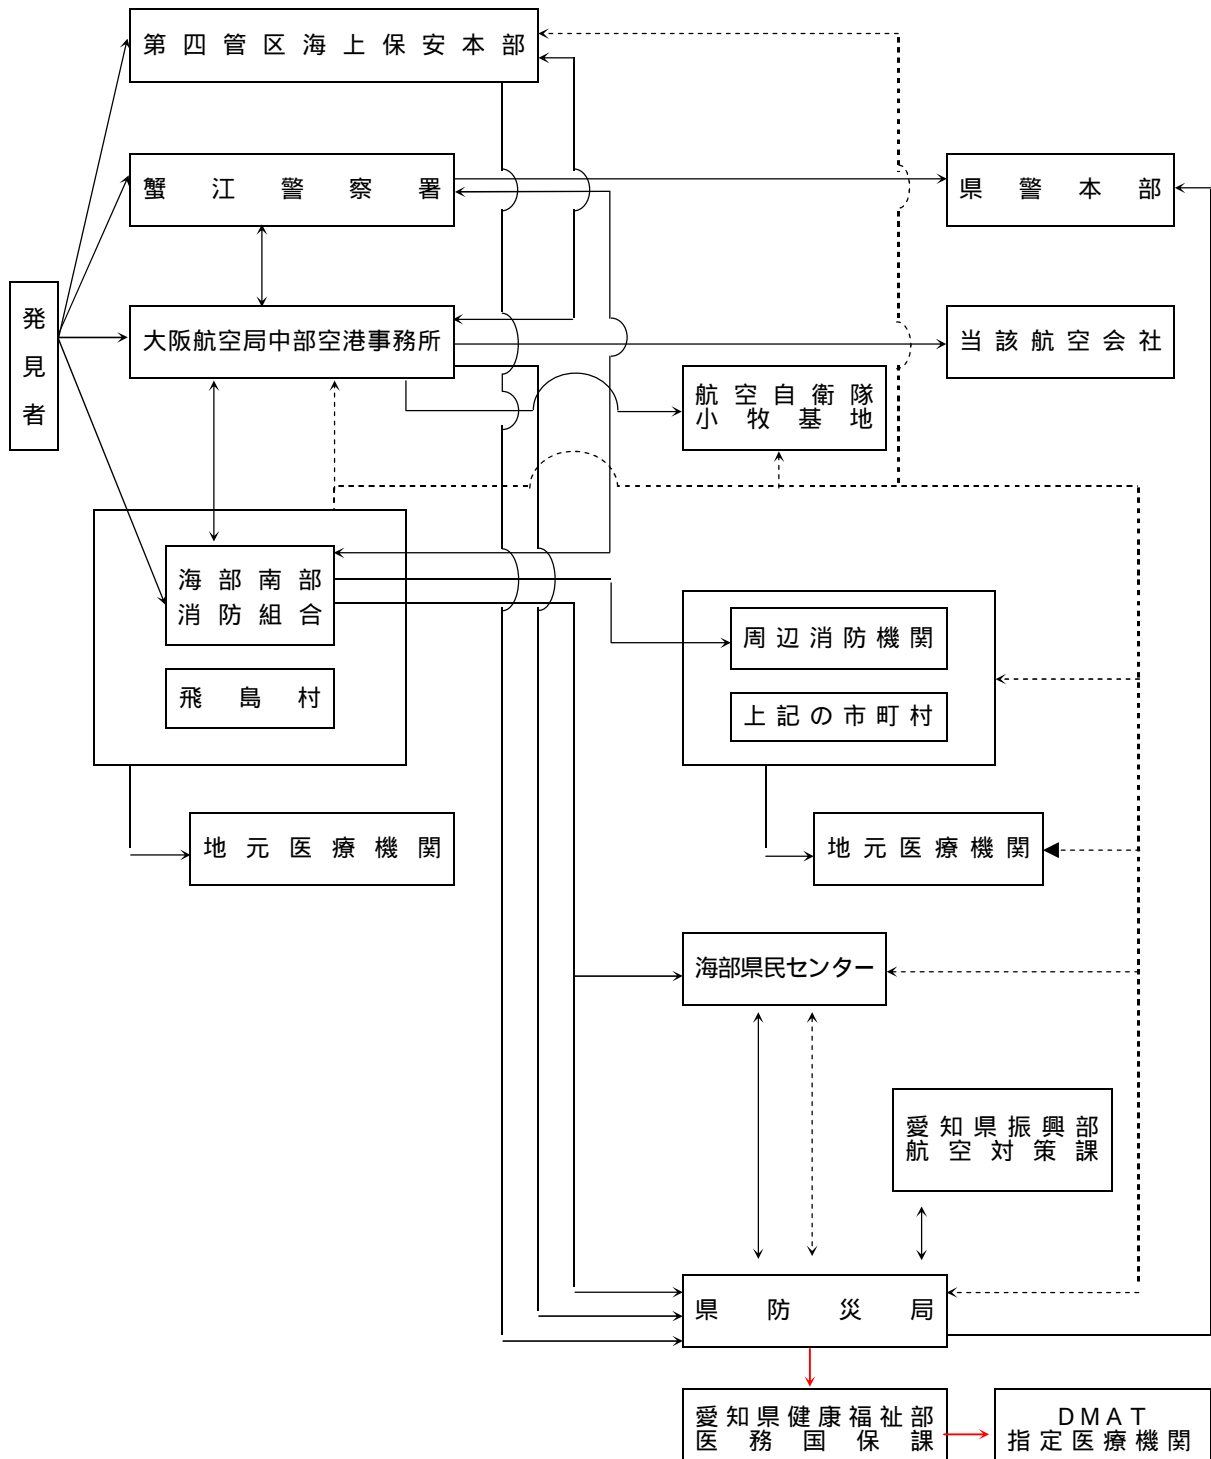 第四管区海上保安本部
蟹江警察署
県警本部
発見者
大阪航空局中部空港事務所
当該航空会社
航空自衛隊
小牧基地
海部南部
消防組合
飛島村
周辺消防機関
上記の市町村
地元医療機関
地元医療機関
海部県民センター
愛知県振興部
航空対策課
県防災局
愛知県健康福祉部
医務国保課
DMAT
指定医療機関